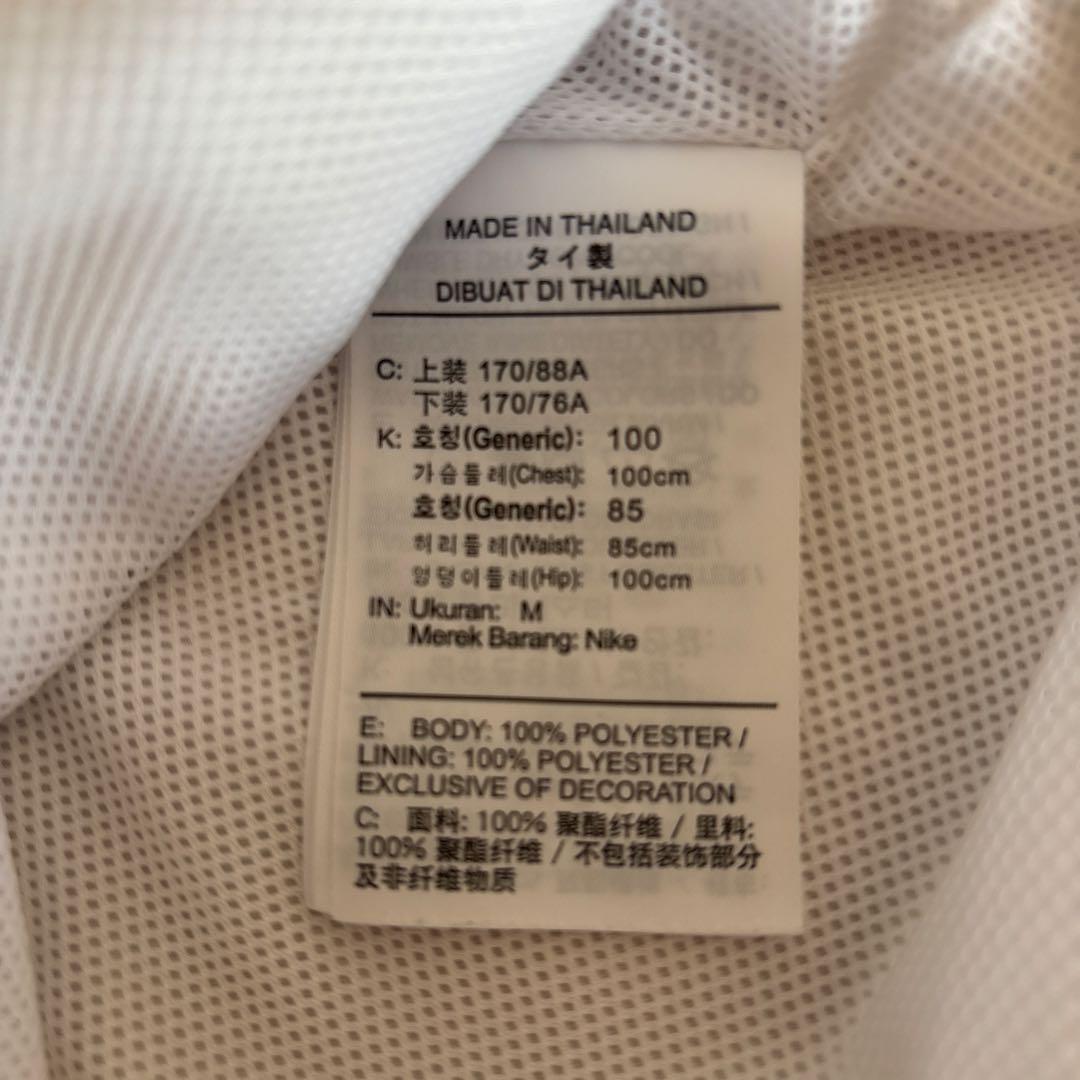 MADE IN THAILAND
タイ製
DIBUAT DI THAILAND
C: 上装 170/88A
下装 170/76A
K: 호칭(Generic): 100
가슴둘레(Chest): 100cm
호칭(Generic): 85
허리둘레(Waist): 85cm
엉덩이둘레(Hip): 100cm
IN: Ukuran: M
Merek Barang: Nike
E: BODY: 100% POLYESTER /
LINING: 100% POLYESTER /
EXCLUSIVE OF DECORATION
C: 面料: 100% 聚酯纤维 / 里料:
100% 聚酯纤维 / 不包括装饰部分
及非纤维物质